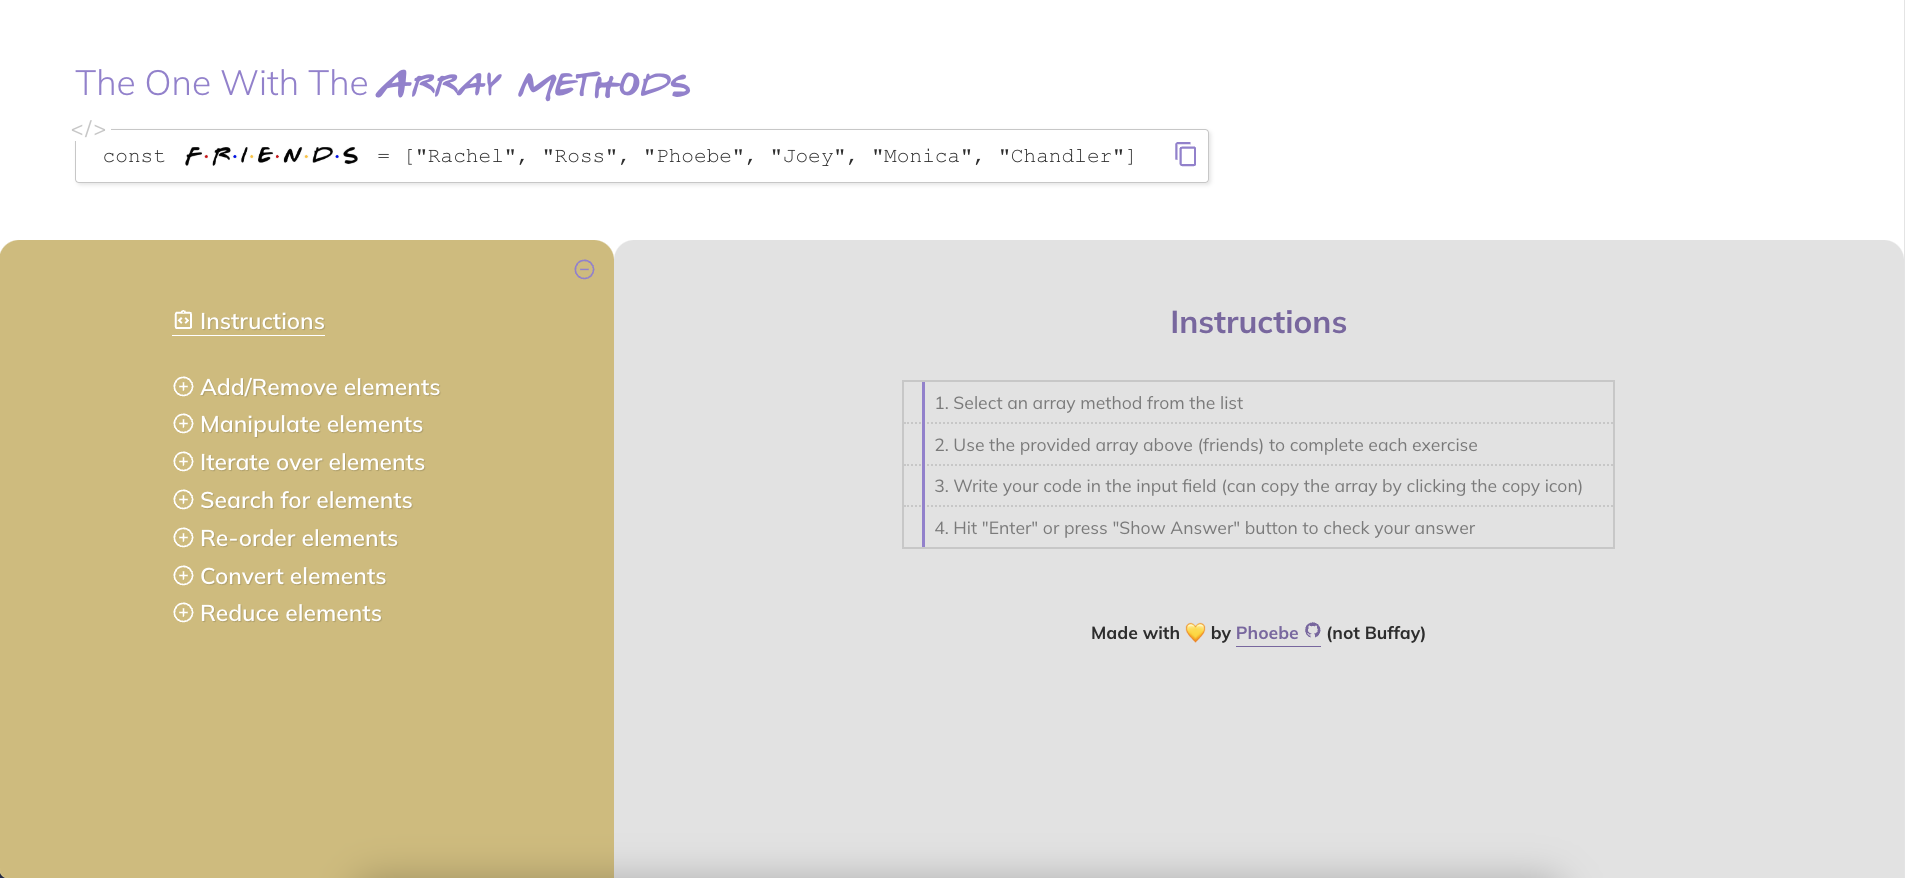 The One With The ARRAY METHODS
</>
const F·R·I·E·N·D·S = ["Rachel", "Ross", "Phoebe", "Joey", "Monica", "Chandler"]
Instructions
Add/Remove elements
Manipulate elements
Iterate over elements
Search for elements
Re-order elements
Convert elements
Reduce elements
Instructions
1. Select an array method from the list
2. Use the provided array above (friends) to complete each exercise
3. Write your code in the input field (can copy the array by clicking the copy icon)
4. Hit "Enter" or press "Show Answer" button to check your answer
Made with 💛 by Phoebe (not Buffay)